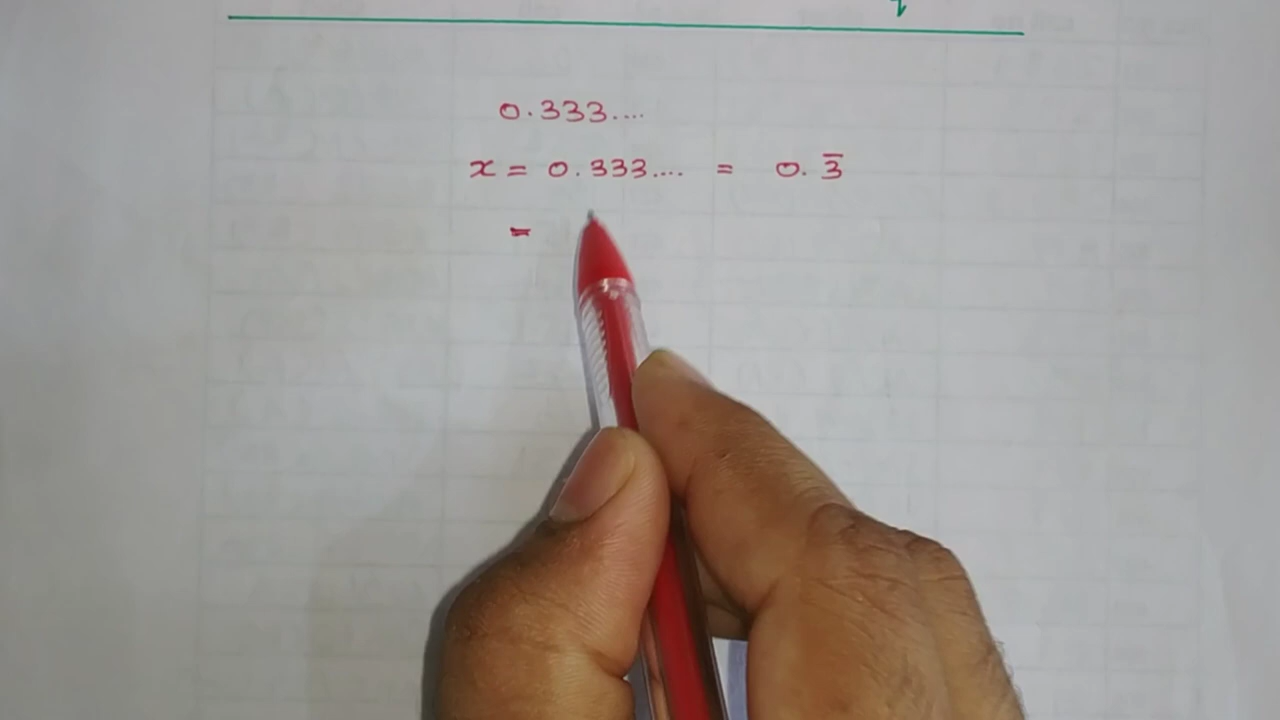 0.333....
x = 0.333.... = 0.3̅
=